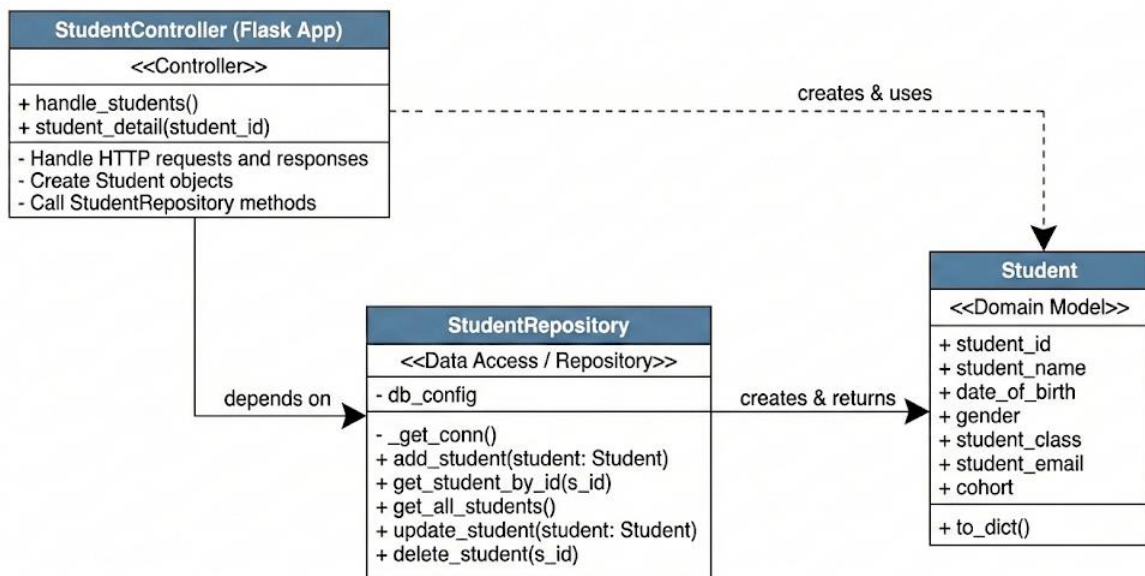 StudentController (Flask App)
<<Controller>>
+ handle_students()
+ student_detail(student_id)
- Handle HTTP requests and responses
- Create Student objects
- Call StudentRepository methods
creates & uses
depends on
StudentRepository
<<Data Access / Repository>>
- db_config
- _get_conn()
+ add_student(student: Student)
+ get_student_by_id(s_id)
+ get_all_students()
+ update_student(student: Student)
+ delete_student(s_id)
creates & returns
Student
<<Domain Model>>
+ student_id
+ student_name
+ date_of_birth
+ gender
+ student_class
+ student_email
+ cohort
+ to_dict()